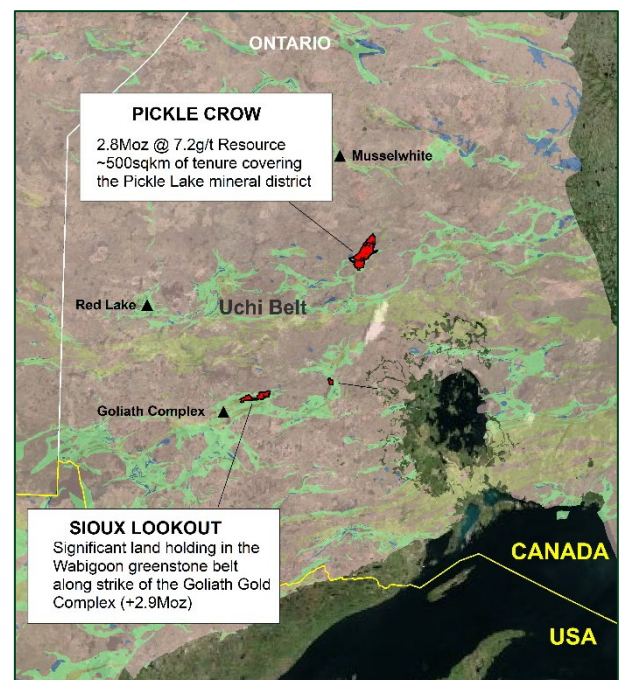 ONTARIO
PICKLE CROW
2.8Moz @ 7.2g/t Resource
~500sqkm of tenure covering
the Pickle Lake mineral district
Musselwhite
Red Lake
Uchi Belt
Goliath Complex
SIOUX LOOKOUT
Significant land holding in the
Wabigoon greenstone belt
along strike of the Goliath Gold
Complex (+2.9Moz)
CANADA
USA